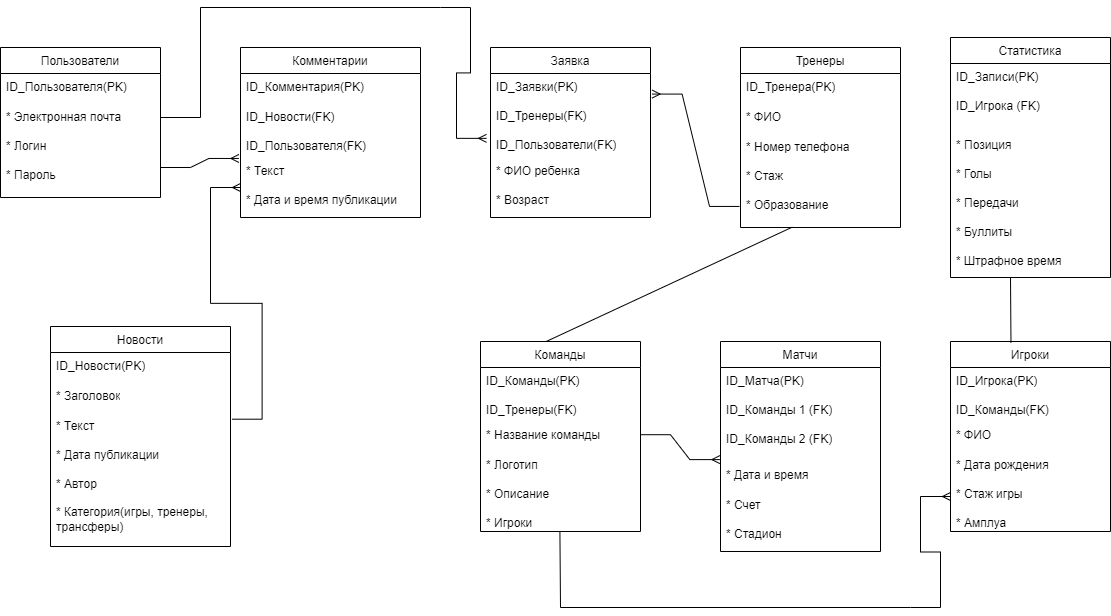 Пользователи
ID_Пользователя(PK)
* Электронная почта
* Логин
* Пароль
Комментарии
ID_Комментария(PK)
ID_Новости(FK)
ID_Пользователя(FK)
* Текст
* Дата и время публикации
Заявка
ID_Заявки(PK)
ID_Тренеры(FK)
ID_Пользователи(FK)
* ФИО ребенка
* Возраст
Тренеры
ID_Тренера(PK)
* ФИО
* Номер телефона
* Стаж
* Образование
Статистика
ID_Записи(PK)
ID_Игрока (FK)
* Позиция
* Голы
* Передачи
* Буллиты
* Штрафное время
Новости
ID_Новости(PK)
* Заголовок
* Текст
* Дата публикации
* Автор
* Категория(игры, тренеры,
трансферы)
Команды
ID_Команды(PK)
ID_Тренеры(FK)
* Название команды
* Логотип
* Описание
* Игроки
Матчи
ID_Матча(PK)
ID_Команды 1 (FK)
ID_Команды 2 (FK)
* Дата и время
* Счет
* Стадион
Игроки
ID_Игрока(PK)
ID_Команды(FK)
* ФИО
* Дата рождения
* Стаж игры
* Амплуа